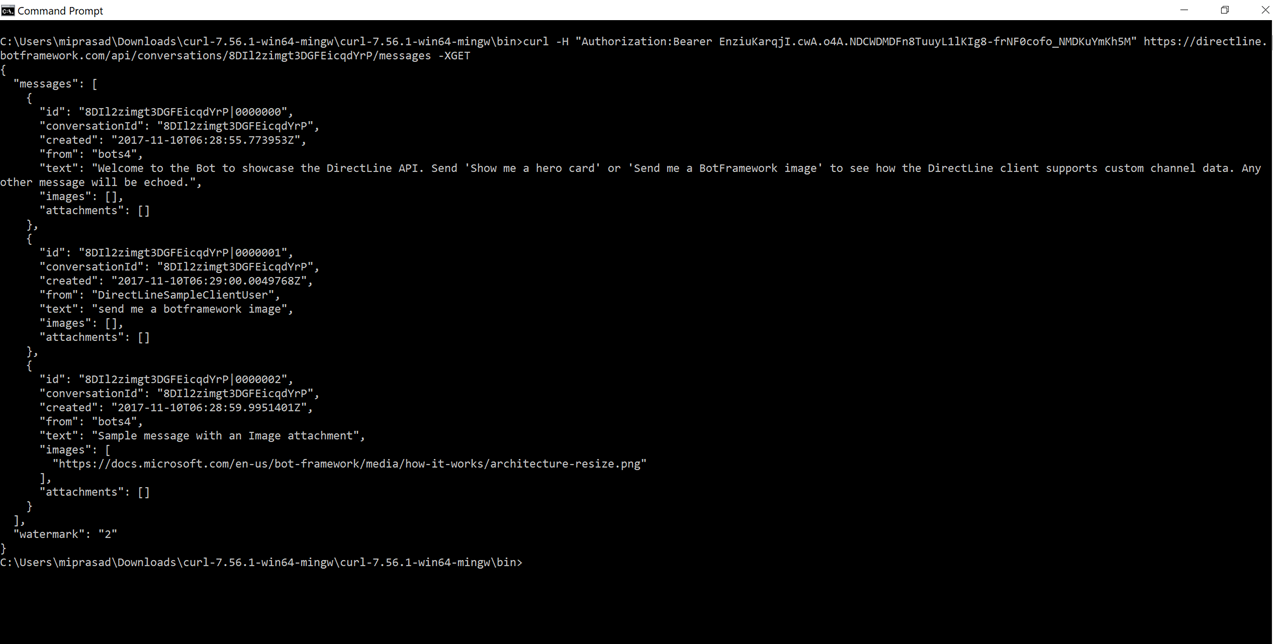 Command Prompt
C:\Users\miprasad\Downloads\curl-7.56.1-win64-mingw\curl-7.56.1-win64-mingw\bin>curl -H "Authorization:Bearer EnziuKarqjI.cwA.o4A.NDCWDMDFn8TuuyL1lKIg8-frNF0cofo_NMDKuYmKh5M" https://directline.
botframework.com/api/conversations/8DIl2zimgt3DGFEicqdYrP/messages -XGET
{
  "messages": [
    {
      "id": "8DIl2zimgt3DGFEicqdYrP|0000000",
      "conversationId": "8DIl2zimgt3DGFEicqdYrP",
      "created": "2017-11-10T06:28:55.773953Z",
      "from": "bots4",
      "text": "Welcome to the Bot to showcase the DirectLine API. Send 'Show me a hero card' or 'Send me a BotFramework image' to see how the DirectLine client supports custom channel data. Any
other message will be echoed.",
      "images": [],
      "attachments": []
    },
    {
      "id": "8DIl2zimgt3DGFEicqdYrP|0000001",
      "conversationId": "8DIl2zimgt3DGFEicqdYrP",
      "created": "2017-11-10T06:29:00.0049768Z",
      "from": "DirectLineSampleClientUser",
      "text": "send me a botframework image",
      "images": [],
      "attachments": []
    },
    {
      "id": "8DIl2zimgt3DGFEicqdYrP|0000002",
      "conversationId": "8DIl2zimgt3DGFEicqdYrP",
      "created": "2017-11-10T06:28:59.9951401Z",
      "from": "bots4",
      "text": "Sample message with an Image attachment",
      "images": [
        "https://docs.microsoft.com/en-us/bot-framework/media/how-it-works/architecture-resize.png"
      ],
      "attachments": []
    }
  ],
  "watermark": "2"
}
C:\Users\miprasad\Downloads\curl-7.56.1-win64-mingw\curl-7.56.1-win64-mingw\bin>